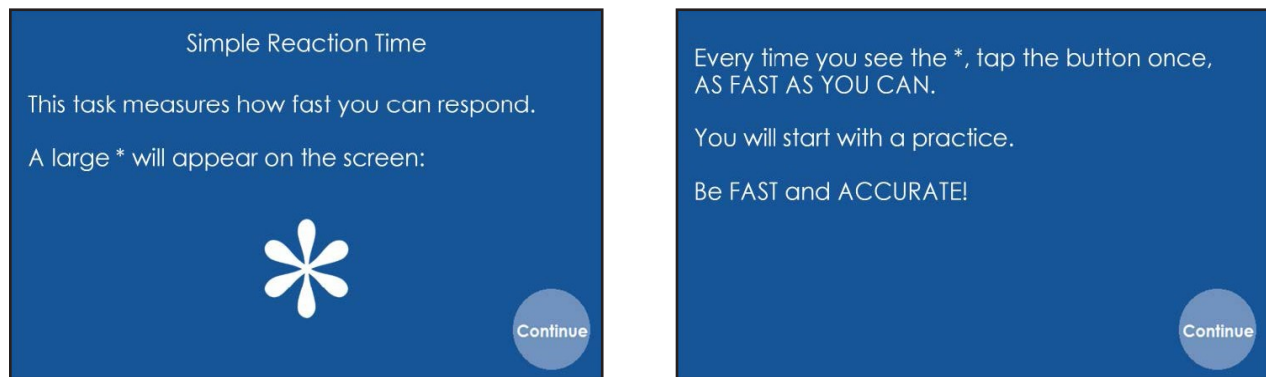 Simple Reaction Time
This task measures how fast you can respond.
A large * will appear on the screen:
*
Continue
Every time you see the *, tap the button once,
AS FAST AS YOU CAN.
You will start with a practice.
Be FAST and ACCURATE!
Continue